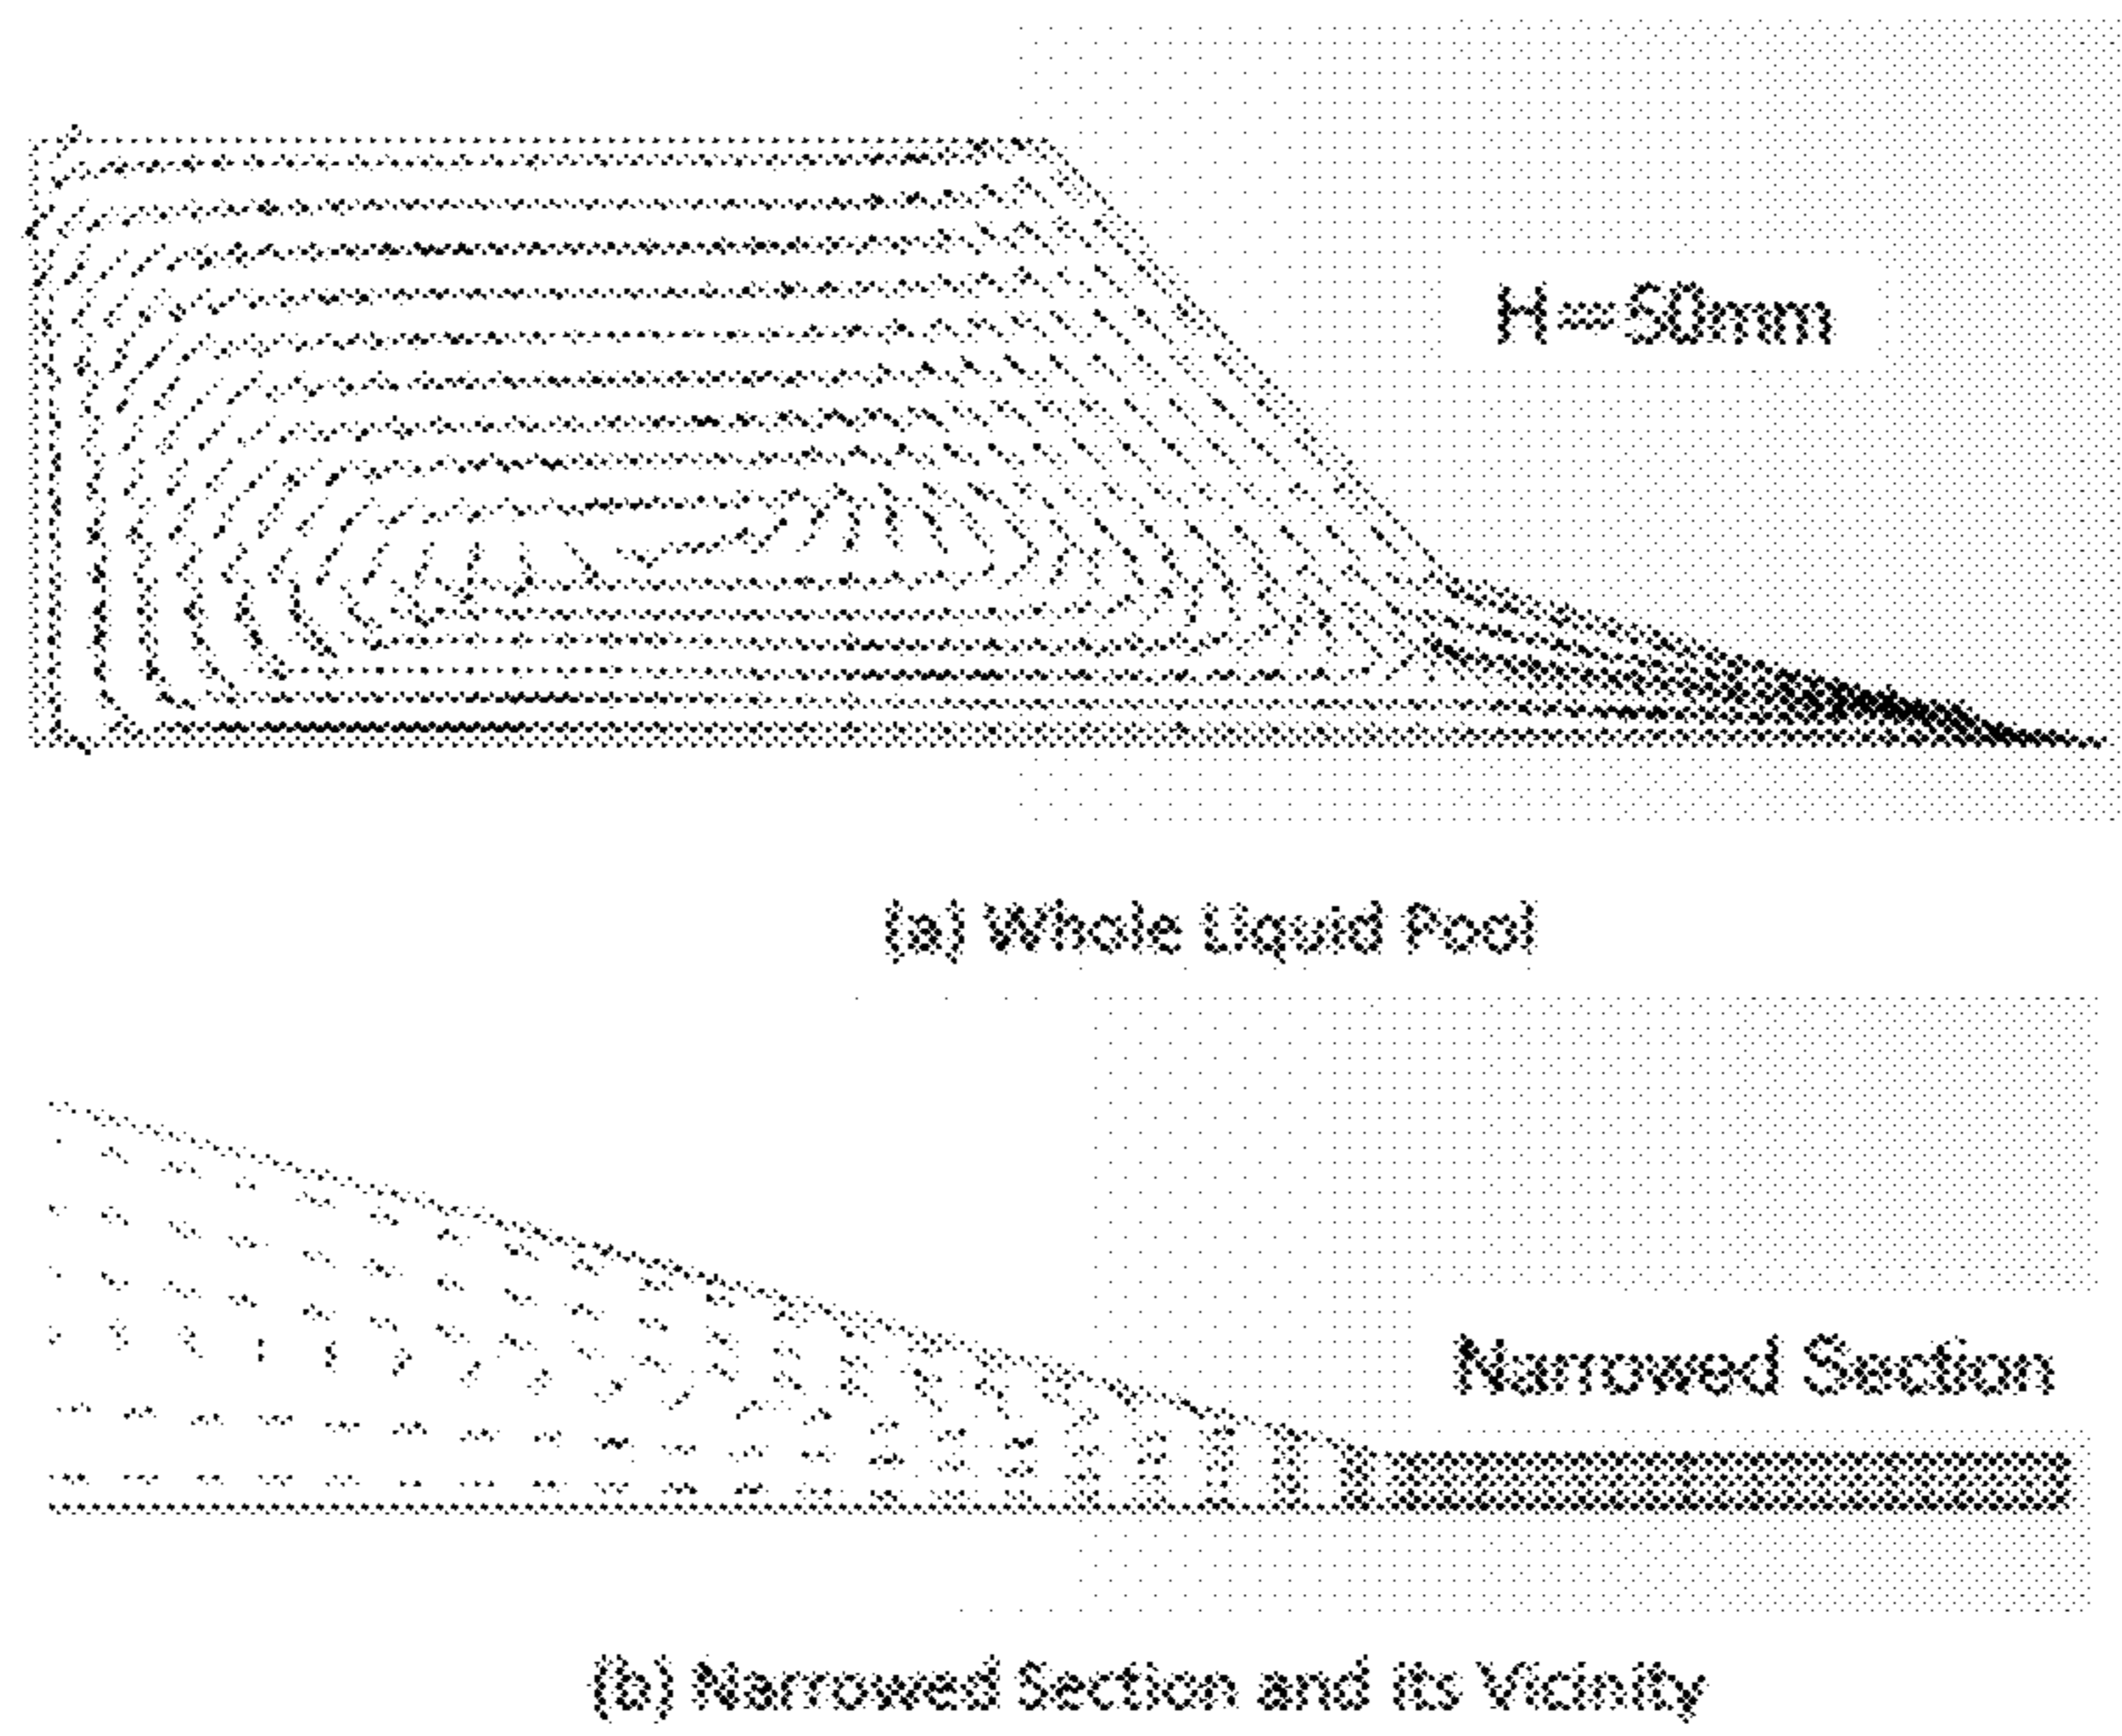 H=50mm
(a) Whole Liquid Pool
Narrowed Section
(b) Narrowed Section and its Vicinity